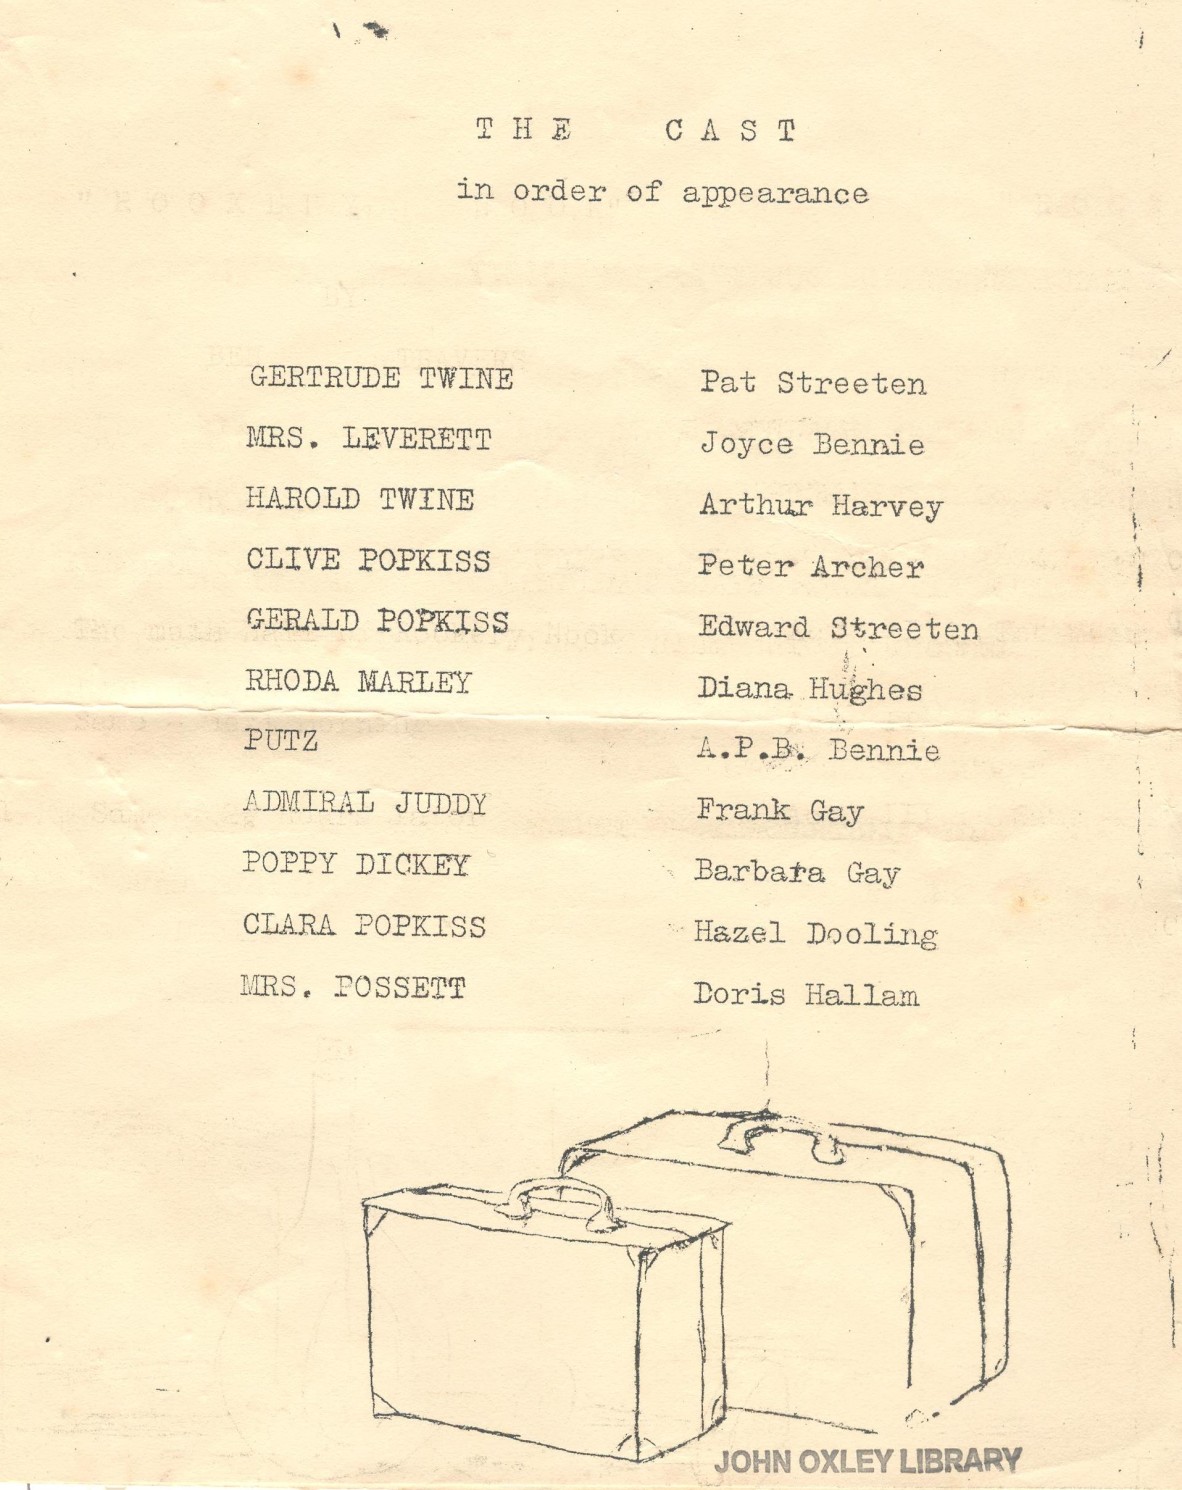 THE CAST
in order of appearance
GERTRUDE TWINE Pat Streeten
MRS. LEVERETT Joyce Bennie
HAROLD TWINE Arthur Harvey
CLIVE POPKISS Peter Archer
GERALD POPKISS Edward Streeten
RHODA MARLEY Diana Hughes
PUTZ A.P.B. Bennie
ADMIRAL JUDDY Frank Gay
POPPY DICKEY Barbara Gay
CLARA POPKISS Hazel Dooling
MRS. POSSETT Doris Hallam
JOHN OXLEY LIBRARY